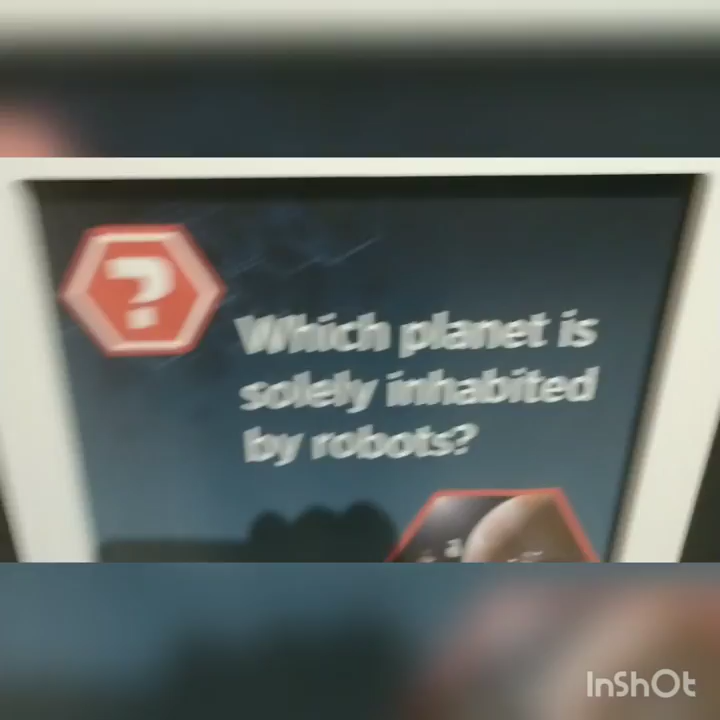 ?
Which planet is
solely inhabited
by robots?
a
InShOt